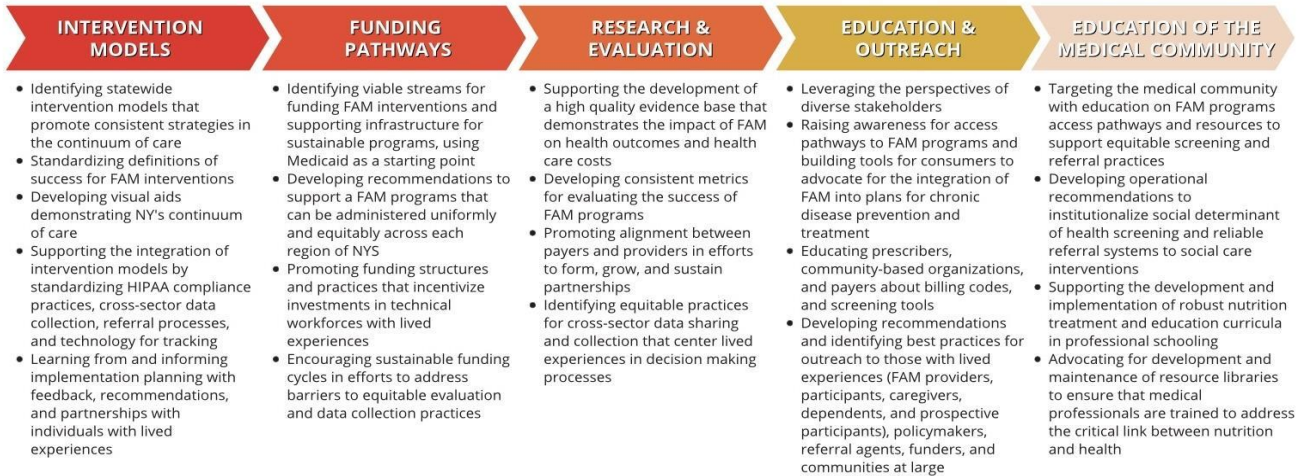 INTERVENTION
MODELS
• Identifying statewide
intervention models that
promote consistent strategies in
the continuum of care
• Standardizing definitions of
success for FAM interventions
• Developing visual aids
demonstrating NY's continuum
of care
• Supporting the integration of
intervention models by
standardizing HIPAA compliance
practices, cross-sector data
collection, referral processes,
and technology for tracking
• Learning from and informing
implementation planning with
feedback, recommendations,
and partnerships with
individuals with lived
experiences
FUNDING
PATHWAYS
• Identifying viable streams for
funding FAM interventions and
supporting infrastructure for
sustainable programs, using
Medicaid as a starting point
• Developing recommendations to
support a FAM programs that
can be administered uniformly
and equitably across each
region of NYS
• Promoting funding structures
and practices that incentivize
investments in technical
workforces with lived
experiences
• Encouraging sustainable funding
cycles in efforts to address
barriers to equitable evaluation
and data collection practices
RESEARCH &
EVALUATION
• Supporting the development of
a high quality evidence base that
demonstrates the impact of FAM
on health outcomes and health
care costs
• Developing consistent metrics
for evaluating the success of
FAM programs
• Promoting alignment between
payers and providers in efforts
to form, grow, and sustain
partnerships
• Identifying equitable practices
for cross-sector data sharing
and collection that center lived
experiences in decision making
processes
EDUCATION &
OUTREACH
• Leveraging the perspectives of
diverse stakeholders
• Raising awareness for access
pathways to FAM programs and
building tools for consumers to
advocate for the integration of
FAM into plans for chronic
disease prevention and
treatment
• Educating prescribers,
community-based organizations,
and payers about billing codes,
and screening tools
• Developing recommendations
and identifying best practices for
outreach to those with lived
experiences (FAM providers,
participants, caregivers,
dependents, and prospective
participants), policymakers,
referral agents, funders, and
communities at large
EDUCATION OF THE
MEDICAL COMMUNITY
• Targeting the medical community
with education on FAM programs
access pathways and resources to
support equitable screening and
referral practices
• Developing operational
recommendations to
institutionalize social determinant
of health screening and reliable
referral systems to social care
interventions
• Supporting the development and
implementation of robust nutrition
treatment and education curricula
in professional schooling
• Advocating for development and
maintenance of resource libraries
to ensure that medical
professionals are trained to address
the critical link between nutrition
and health